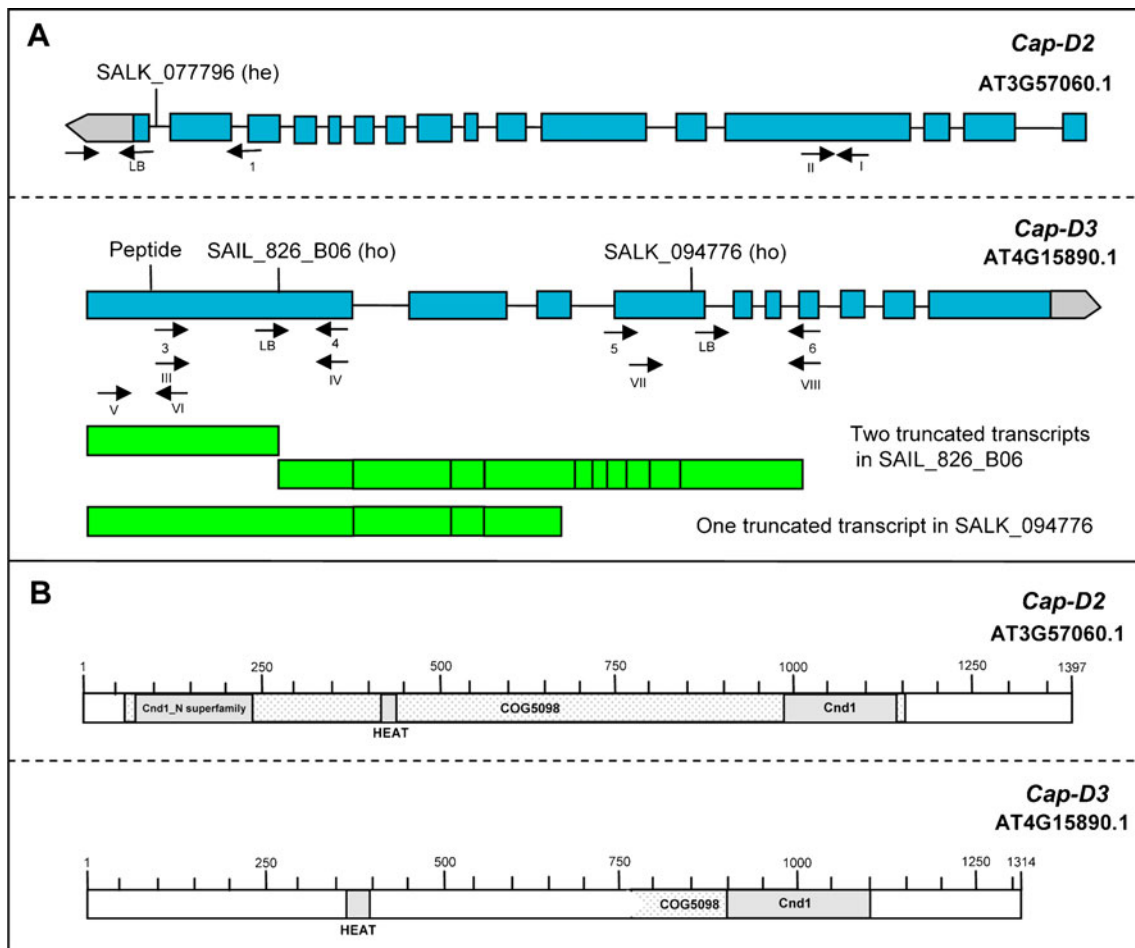 A
Cap-D2
SALK_077796 (he)
AT3G57060.1
LB
1
II
I
Cap-D3
AT4G15890.1
Peptide
SAIL_826_B06 (ho)
SALK_094776 (ho)
3
LB
4
5
LB
6
III
IV
VII
VIII
V
VI
Two truncated transcripts
in SAIL_826_B06
One truncated transcript in SALK_094776
B
Cap-D2
AT3G57060.1
1 250 500 750 1000 1250 1397
Cnd1_N superfamily COG5098 Cnd1
HEAT
Cap-D3
AT4G15890.1
1 250 500 750 1000 1250 1314
COG5098 Cnd1
HEAT